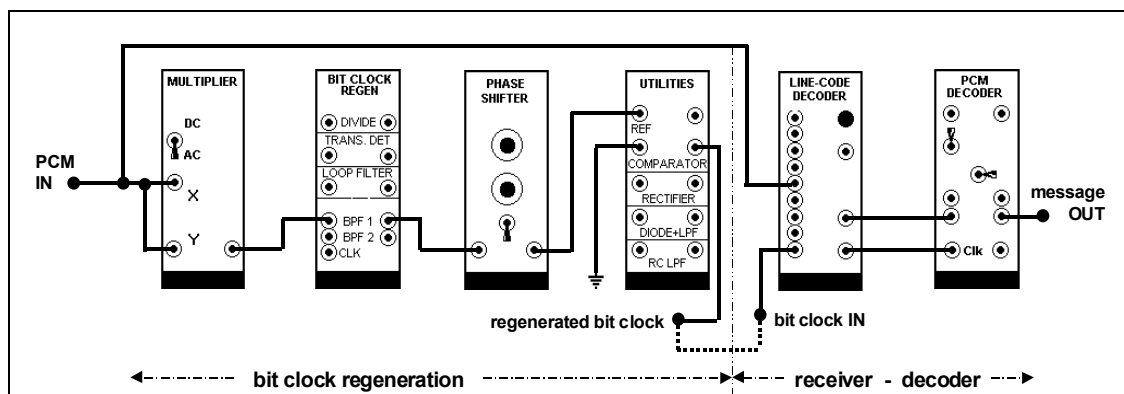 MULTIPLIER
DC
AC
X
Y
PCM
IN
BIT CLOCK
REGEN
DIVIDE
TRANS. DET
LOOP FILTER
BPF 1
BPF 2
CLK
PHASE
SHIFTER
UTILITIES
REF
COMPARATOR
RECTIFIER
DIODE+LPF
RC LPF
LINE-CODE
DECODER
PCM
DECODER
Clk
message
OUT
regenerated bit clock
bit clock IN
bit clock regeneration
receiver - decoder